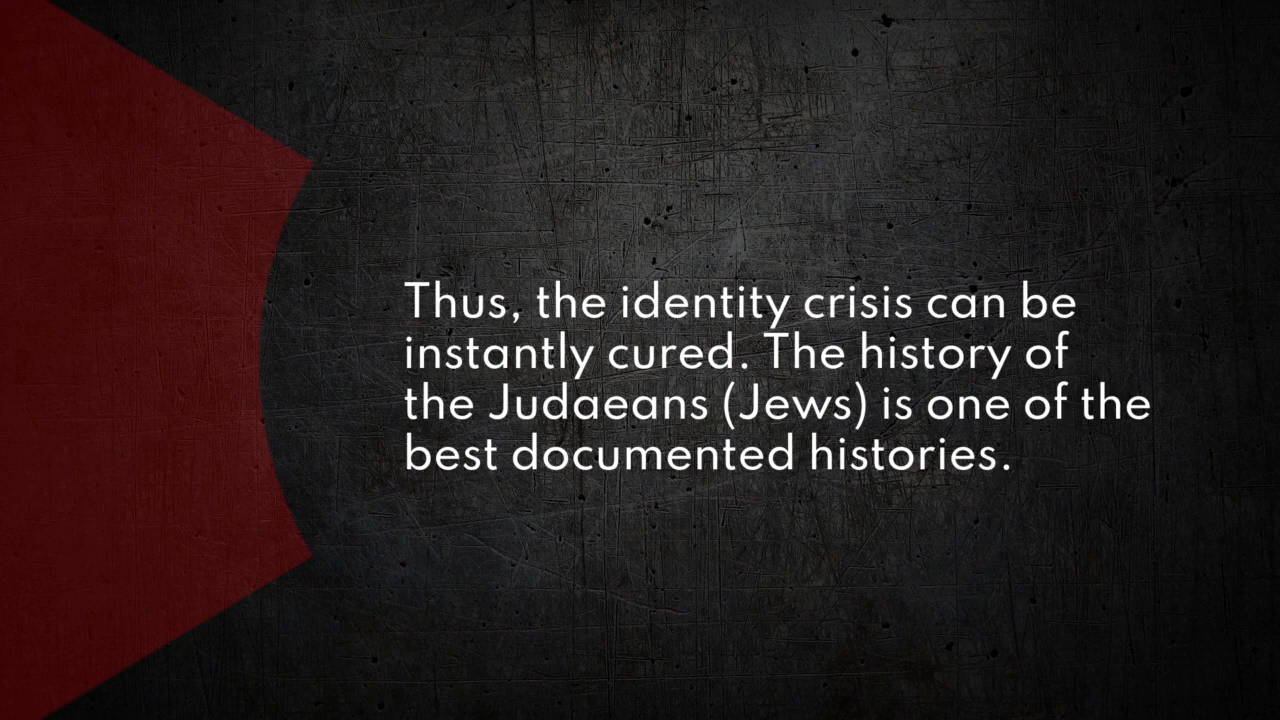 Thus, the identity crisis can be
instantly cured. The history of
the Judaeans (Jews) is one of the
best documented histories.